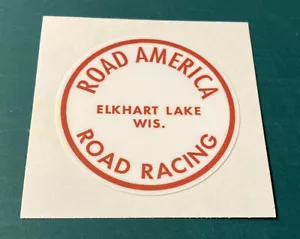 ROAD AMERICA
ELKHART LAKE
WIS.
ROAD RACING